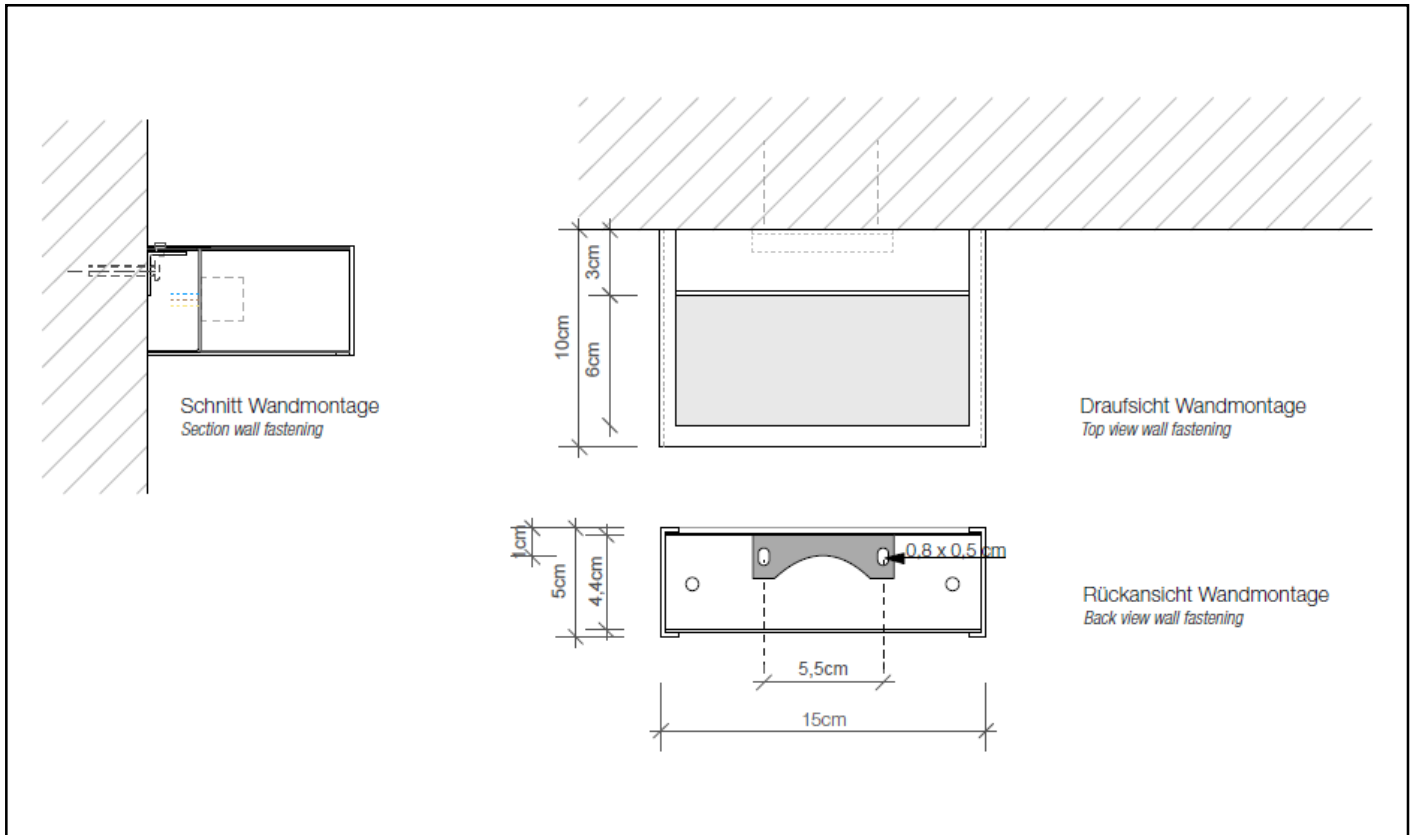 3cm
10cm
6cm
Schnitt Wandmontage
Section wall fastening
Draufsicht Wandmontage
Top view wall fastening
1cm
5cm
4,4cm
0,8 x 0,5 cm
Rückansicht Wandmontage
Back view wall fastening
5,5cm
15cm